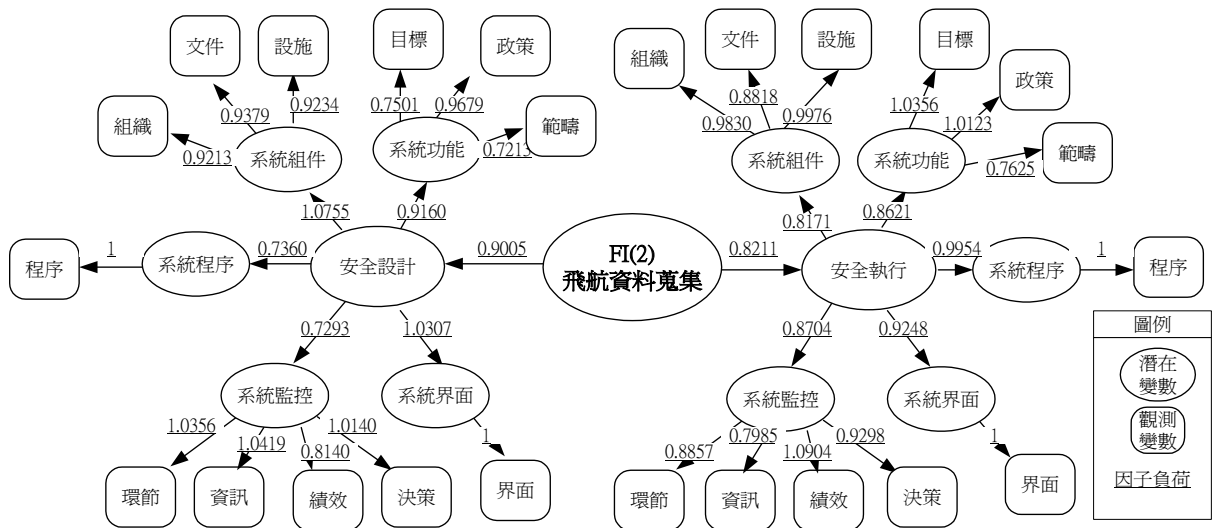 文件
設施
目標
政策
組織
0.9379
0.9234
0.9213
系統組件
0.7501
0.9679
0.7213
系統功能
範疇
1.0755
0.9160
程序
1
系統程序
0.7360
安全設計
0.9005
FI(2)
飛航資料蒐集
0.7293
1.0307
系統監控
系統界面
1.0356
1.0419
0.8140
1.0140
1
環節
資訊
績效
決策
界面
組織
文件
設施
目標
政策
範疇
0.9830
0.8818
0.9976
系統組件
1.0356
1.0123
0.7625
系統功能
0.8171
0.8621
0.8211
安全執行
0.9954
系統程序
1
程序
0.8704
0.9248
系統監控
系統界面
0.8857
0.7985
1.0904
0.9298
1
環節
資訊
績效
決策
界面
圖例
潛在
變數
觀測
變數
因子負荷